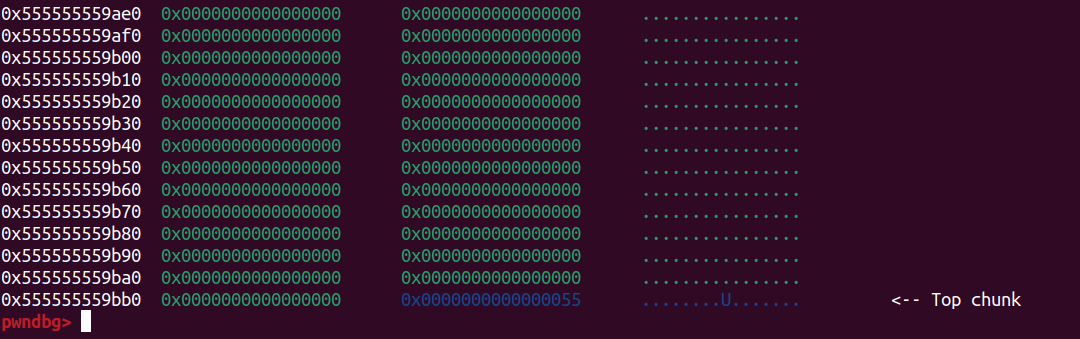 0x555555559ae0 0x0000000000000000 0x0000000000000000 ................
0x555555559af0 0x0000000000000000 0x0000000000000000 ................
0x555555559b00 0x0000000000000000 0x0000000000000000 ................
0x555555559b10 0x0000000000000000 0x0000000000000000 ................
0x555555559b20 0x0000000000000000 0x0000000000000000 ................
0x555555559b30 0x0000000000000000 0x0000000000000000 ................
0x555555559b40 0x0000000000000000 0x0000000000000000 ................
0x555555559b50 0x0000000000000000 0x0000000000000000 ................
0x555555559b60 0x0000000000000000 0x0000000000000000 ................
0x555555559b70 0x0000000000000000 0x0000000000000000 ................
0x555555559b80 0x0000000000000000 0x0000000000000000 ................
0x555555559b90 0x0000000000000000 0x0000000000000000 ................
0x555555559ba0 0x0000000000000000 0x0000000000000000 ................
0x555555559bb0 0x0000000000000000 0x0000000000000055 ........U....... <-- Top chunk
pwndbg>